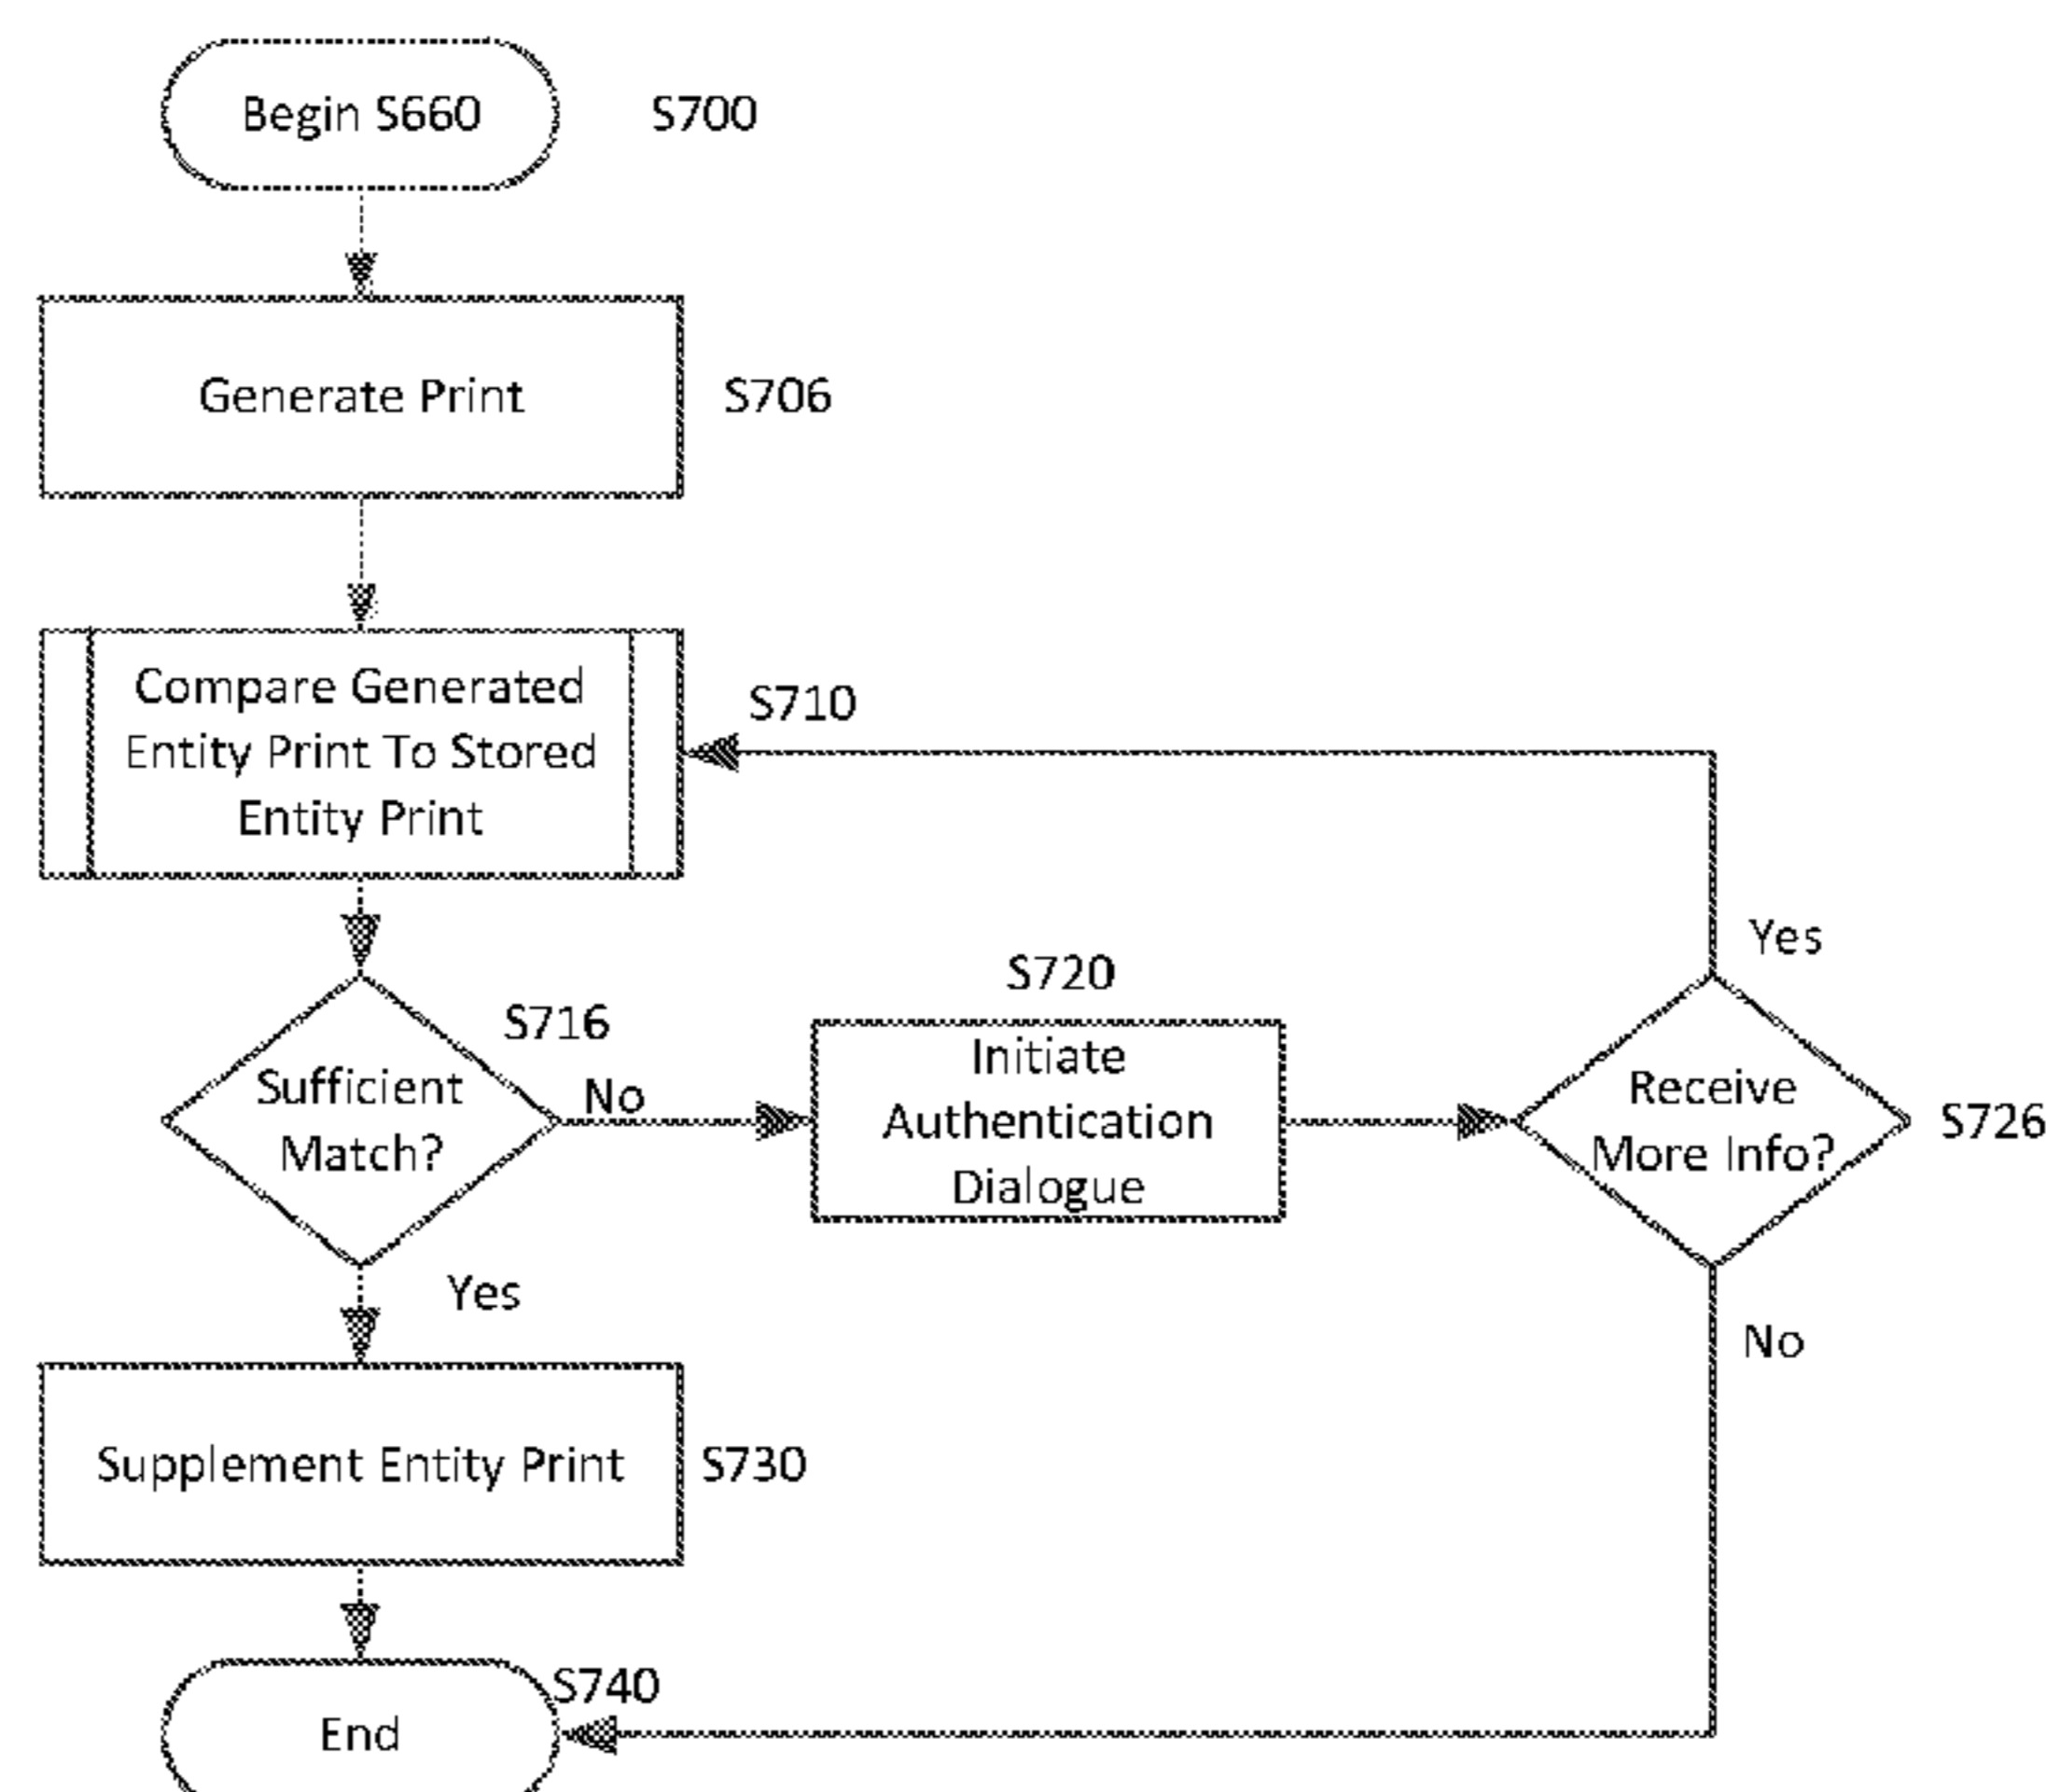 Begin S660
S700
Generate Print
S706
Compare Generated
Entity Print To Stored
Entity Print
S710
Sufficient
Match?
S716
No
Yes
S720
Initiate
Authentication
Dialogue
Receive
More Info?
S726
Yes
No
Supplement Entity Print
S730
End
S740